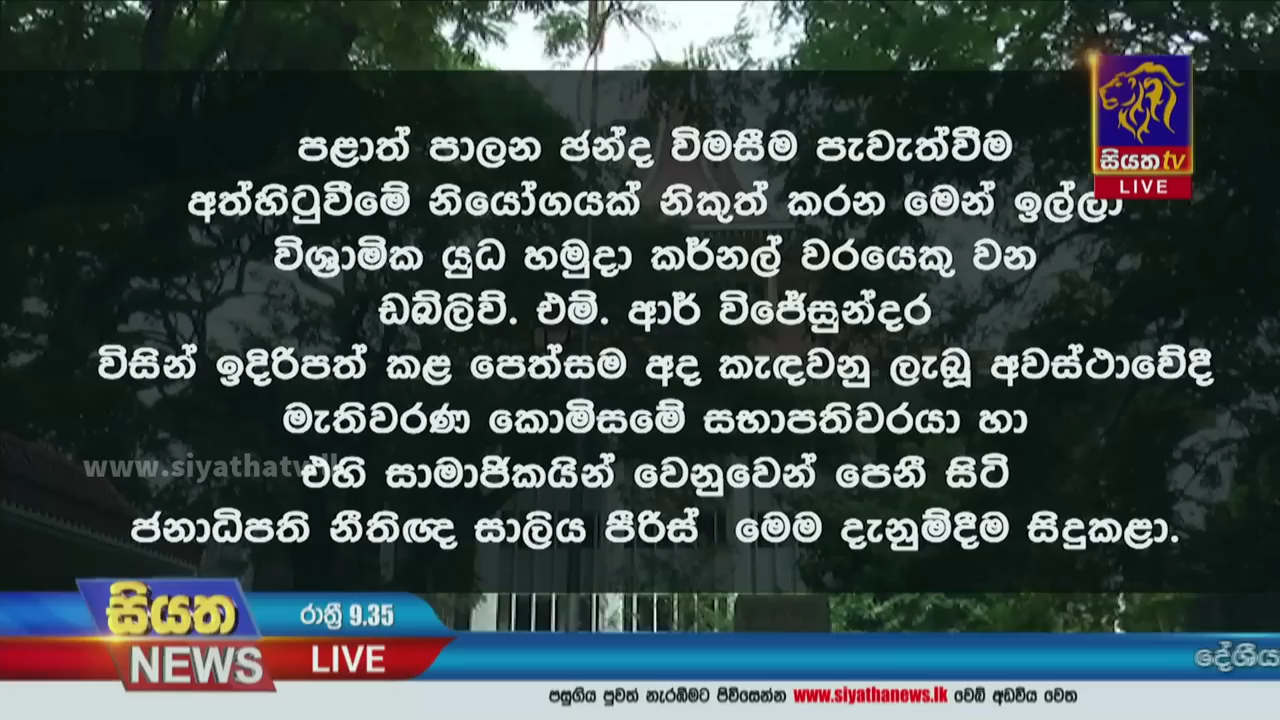 පළාත් පාලන ඡන්ද විමසීම පැවැත්වීම
අත්හිටුවීමේ නියෝගයක් නිකුත් කරන මෙන් ඉල්ලා
විශ්‍රාමික යුධ හමුදා කර්නල් වරයෙකු වන
ඩබ්ලිව්. එම්. ආර් විජේසුන්දර
විසින් ඉදිරිපත් කළ පෙත්සම අද කැඳවනු ලැබූ අවස්ථාවේදී
මැතිවරණ කොමිසමේ සභාපතිවරයා හා
එහි සාමාජිකයින් වෙනුවෙන් පෙනී සිටි
ජනාධිපති නීතිඥ සාලිය පීරිස් මෙම දැනුම්දීම සිදුකළා.
සියත tv
LIVE
www.siyathatv.lk
සියත
NEWS
රාත්‍රී 9.35
LIVE
දේශීය
පසුගිය පුවත් නැරඹීමට පිවිසෙන්න www.siyathanews.lk වෙබ් අඩවිය වෙත